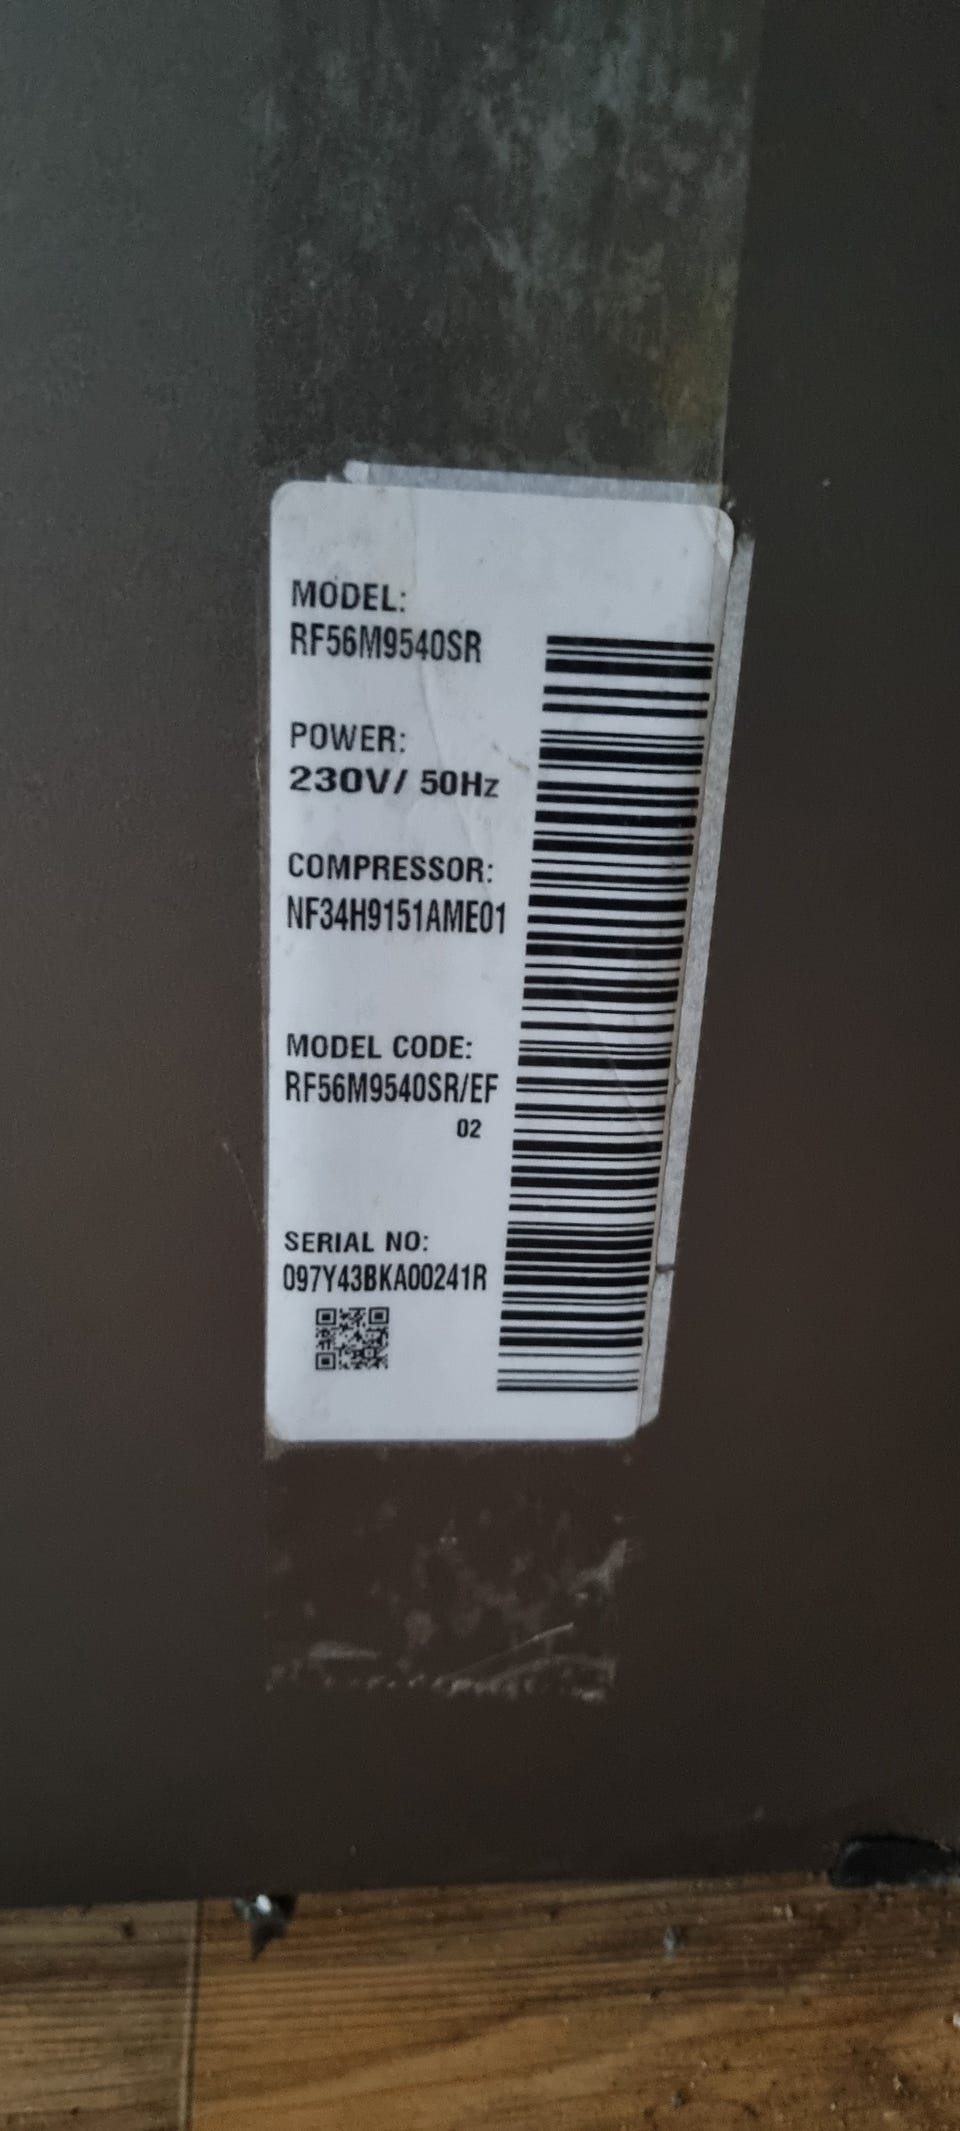 MODEL:
RF56M9540SR
POWER:
230V/ 50Hz
COMPRESSOR:
NF34H9151AME01
MODEL CODE:
RF56M9540SR/EF
02
SERIAL NO:
097Y43BKA00241R